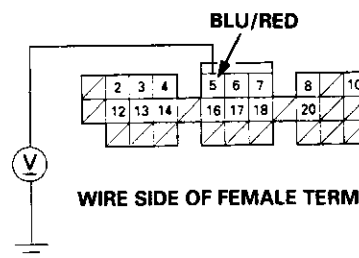 BLU/RED
2 3 4 5 6 7 8 10
12 13 14 16 17 18 20
V
WIRE SIDE OF FEMALE TERM